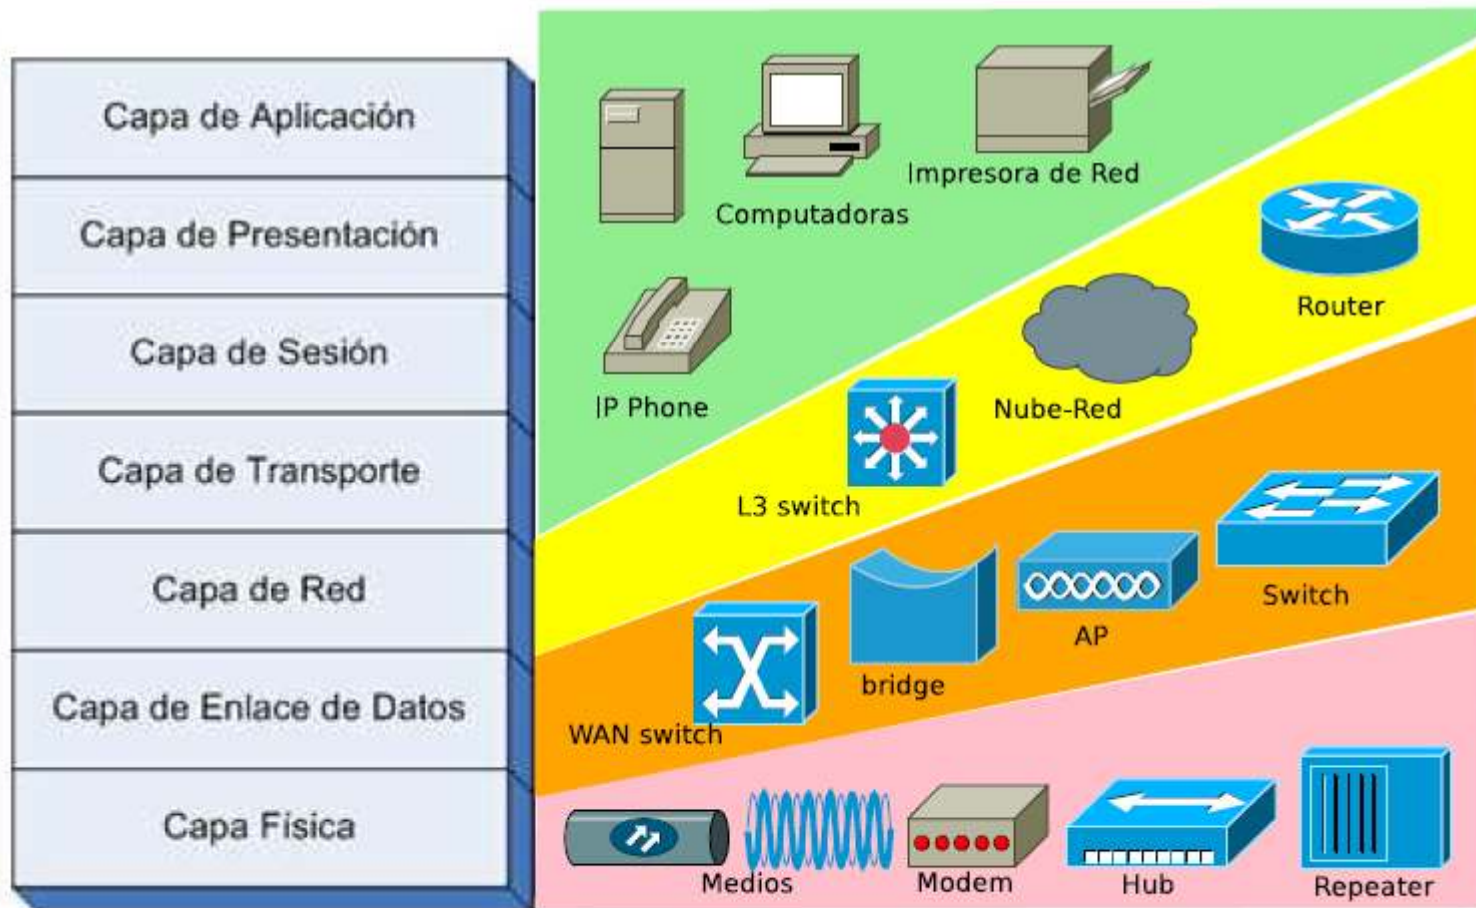 Capa de Aplicación
Capa de Presentación
Capa de Sesión
Capa de Transporte
Capa de Red
Capa de Enlace de Datos
Capa Física
Computadoras
Impresora de Red
IP Phone
Router
Nube-Red
L3 switch
Switch
AP
bridge
WAN switch
Medios
Modem
Hub
Repeater